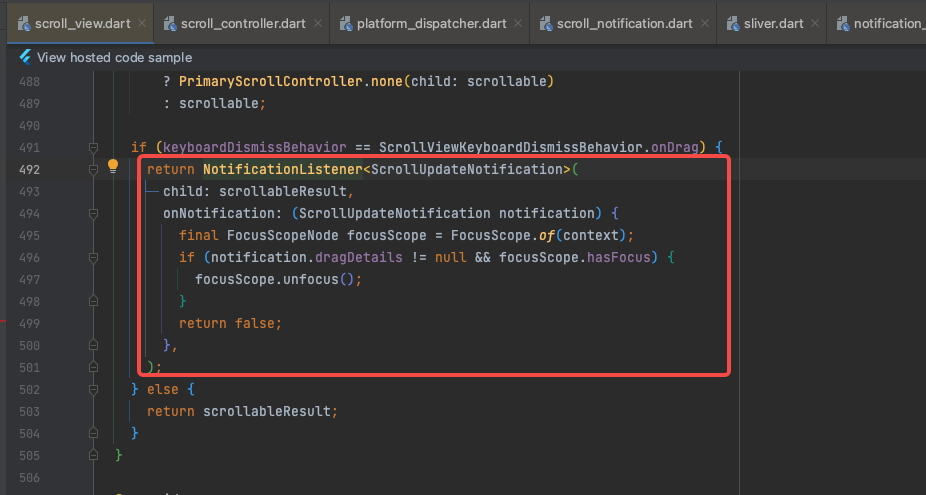 scroll_view.dart scroll_controller.dart platform_dispatcher.dart scroll_notification.dart sliver.dart notification_
View hosted code sample
488 ? PrimaryScrollController.none(child: scrollable)
489 : scrollable;
490
491 if (keyboardDismissBehavior == ScrollViewKeyboardDismissBehavior.onDrag) {
492 return NotificationListener<ScrollUpdateNotification>(
493 child: scrollableResult,
494 onNotification: (ScrollUpdateNotification notification) {
495 final FocusScopeNode focusScope = FocusScope.of(context);
496 if (notification.dragDetails != null && focusScope.hasFocus) {
497 focusScope.unfocus();
498 }
499 return false;
500 },
501 );
502 } else {
503 return scrollableResult;
504 }
505 }
506